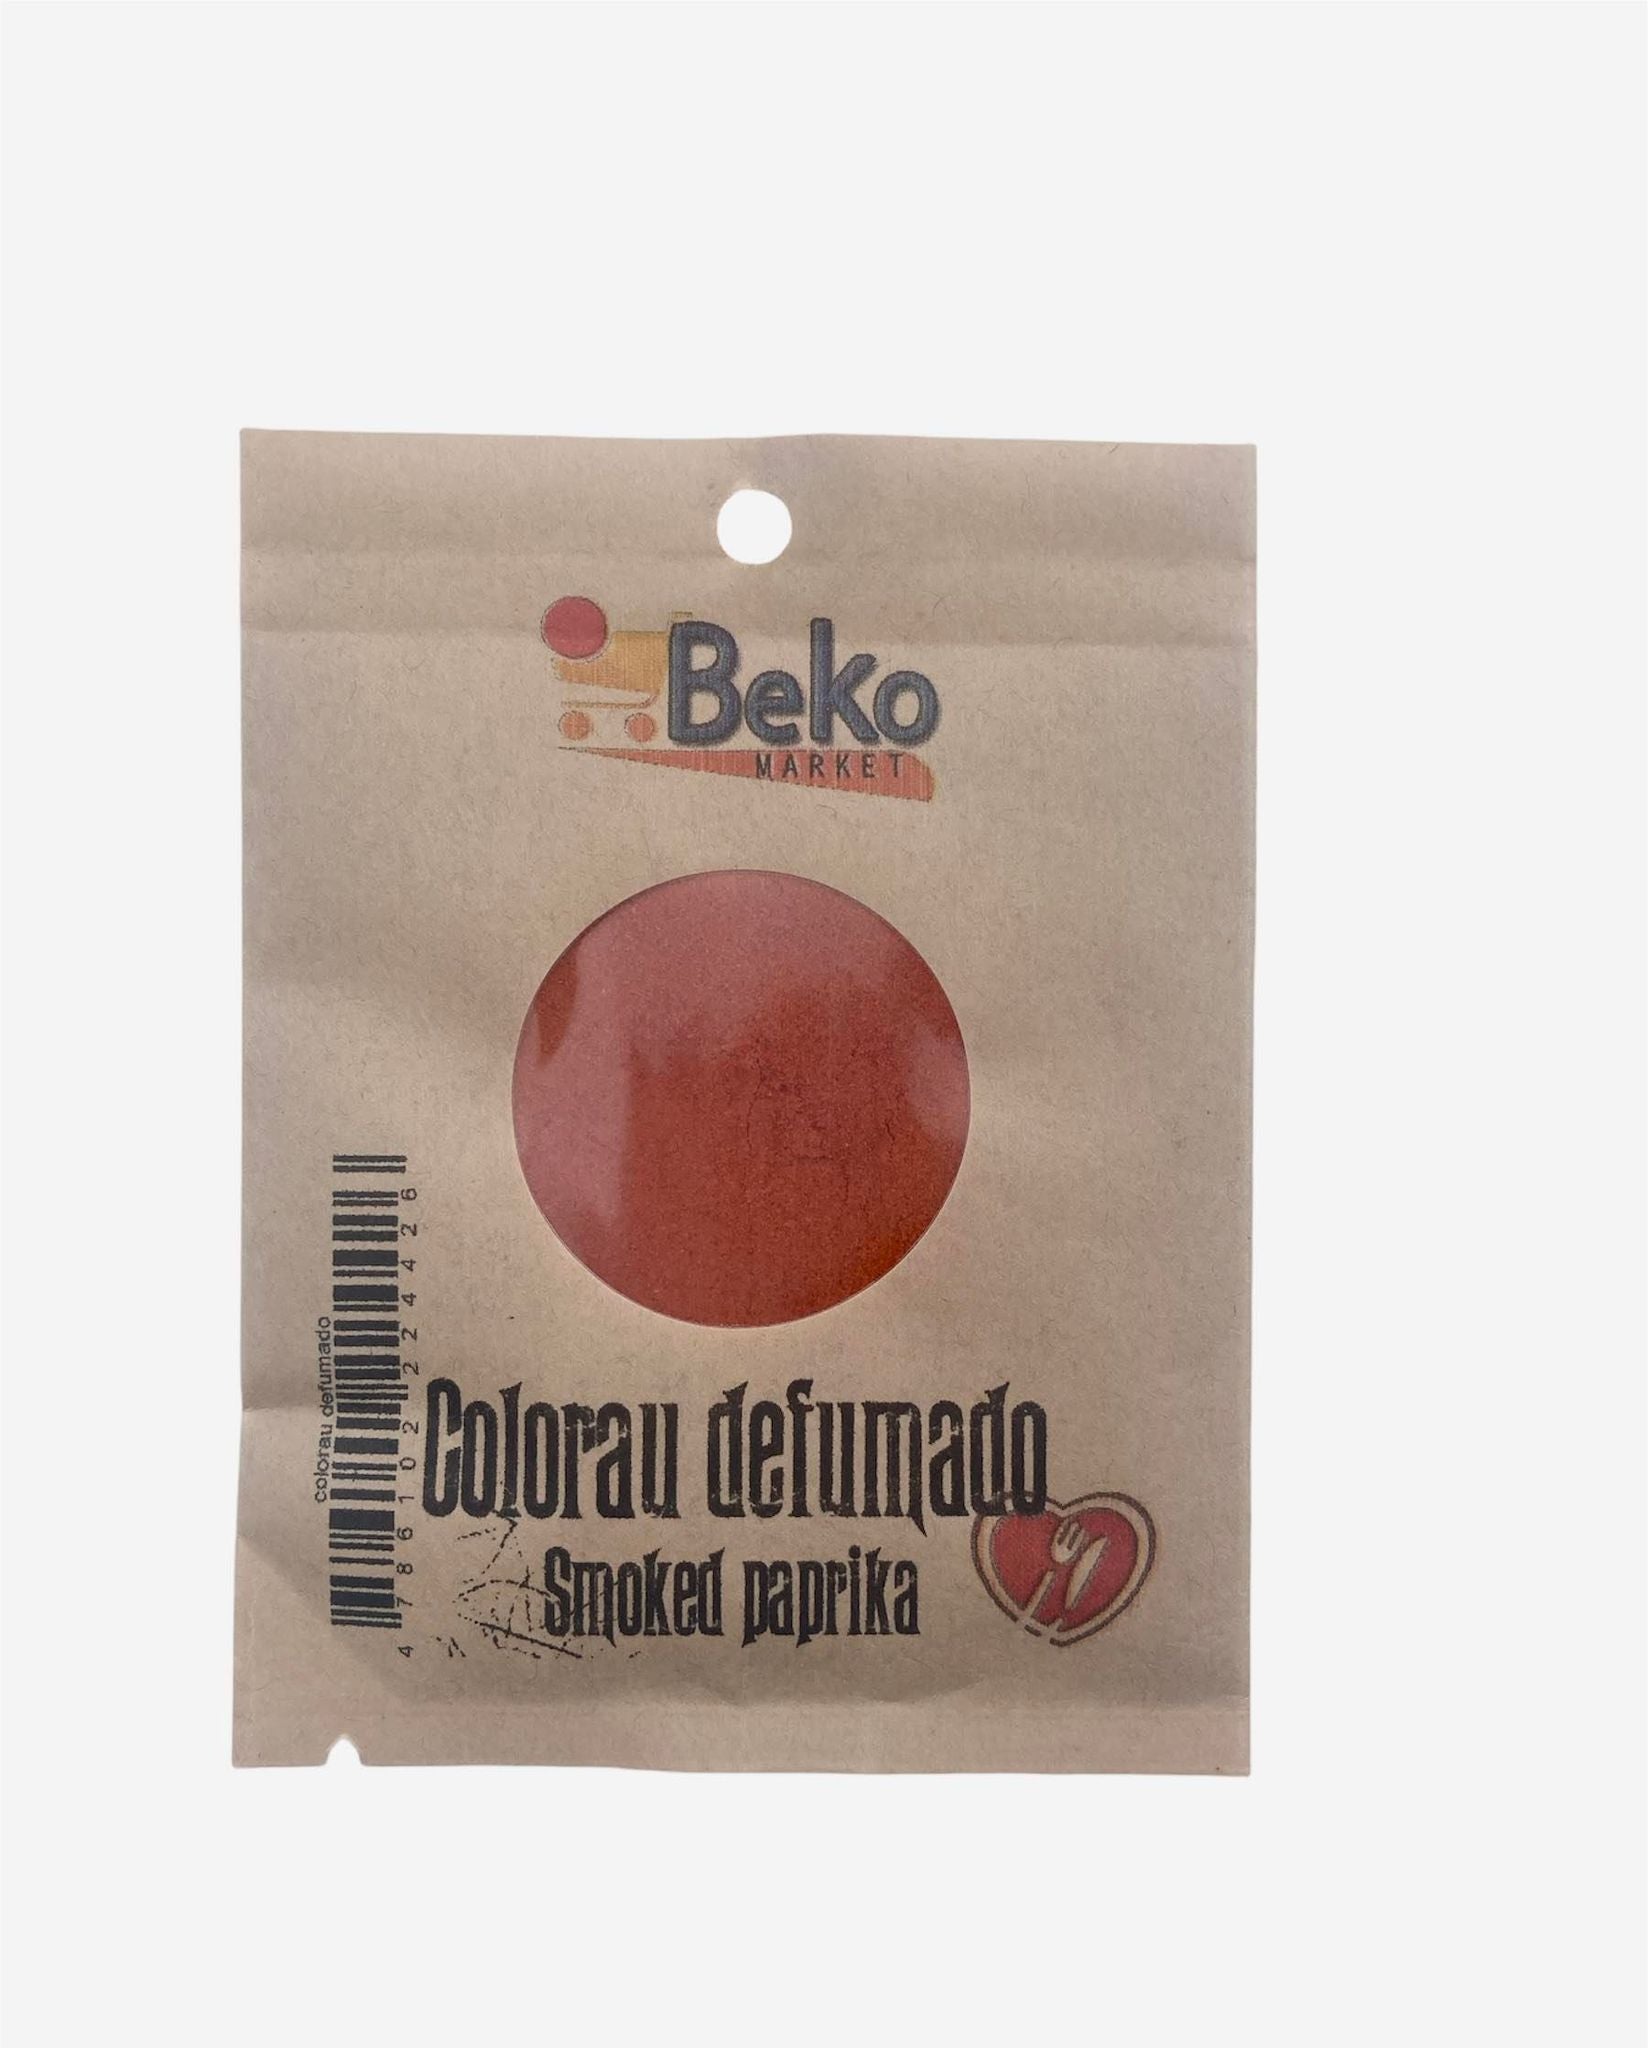 Beko
MARKET
colorau defumado
4 786102 224426
Colorau defumado
Smoked paprika